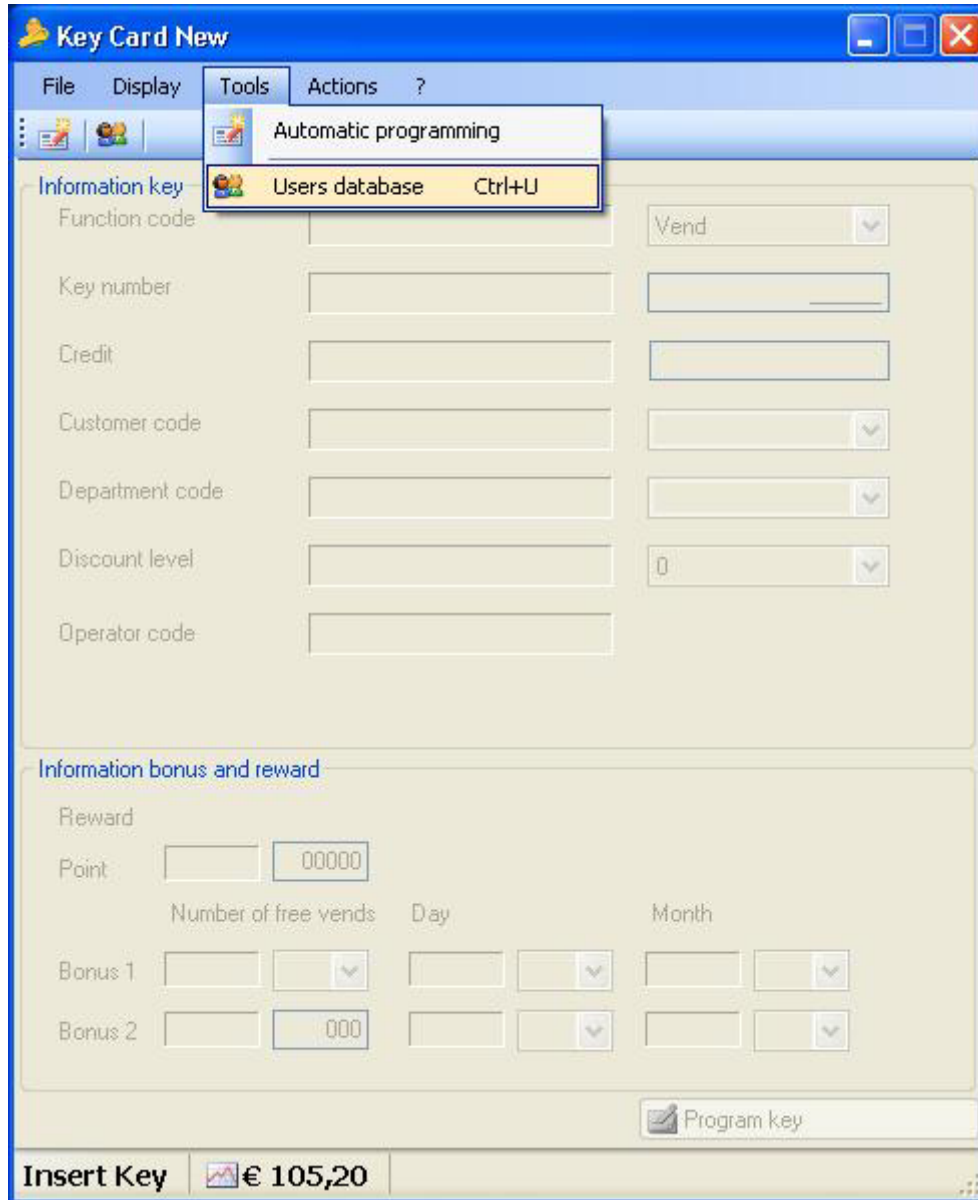 Key Card New
File Display Tools Actions ?
Automatic programming
Users database Ctrl+U
Information key
Function code Vend
Key number _____
Credit
Customer code
Department code
Discount level 0
Operator code
Information bonus and reward
Reward
Point 00000
Number of free vends Day Month
Bonus 1
Bonus 2 000
Program key
Insert Key € 105,20